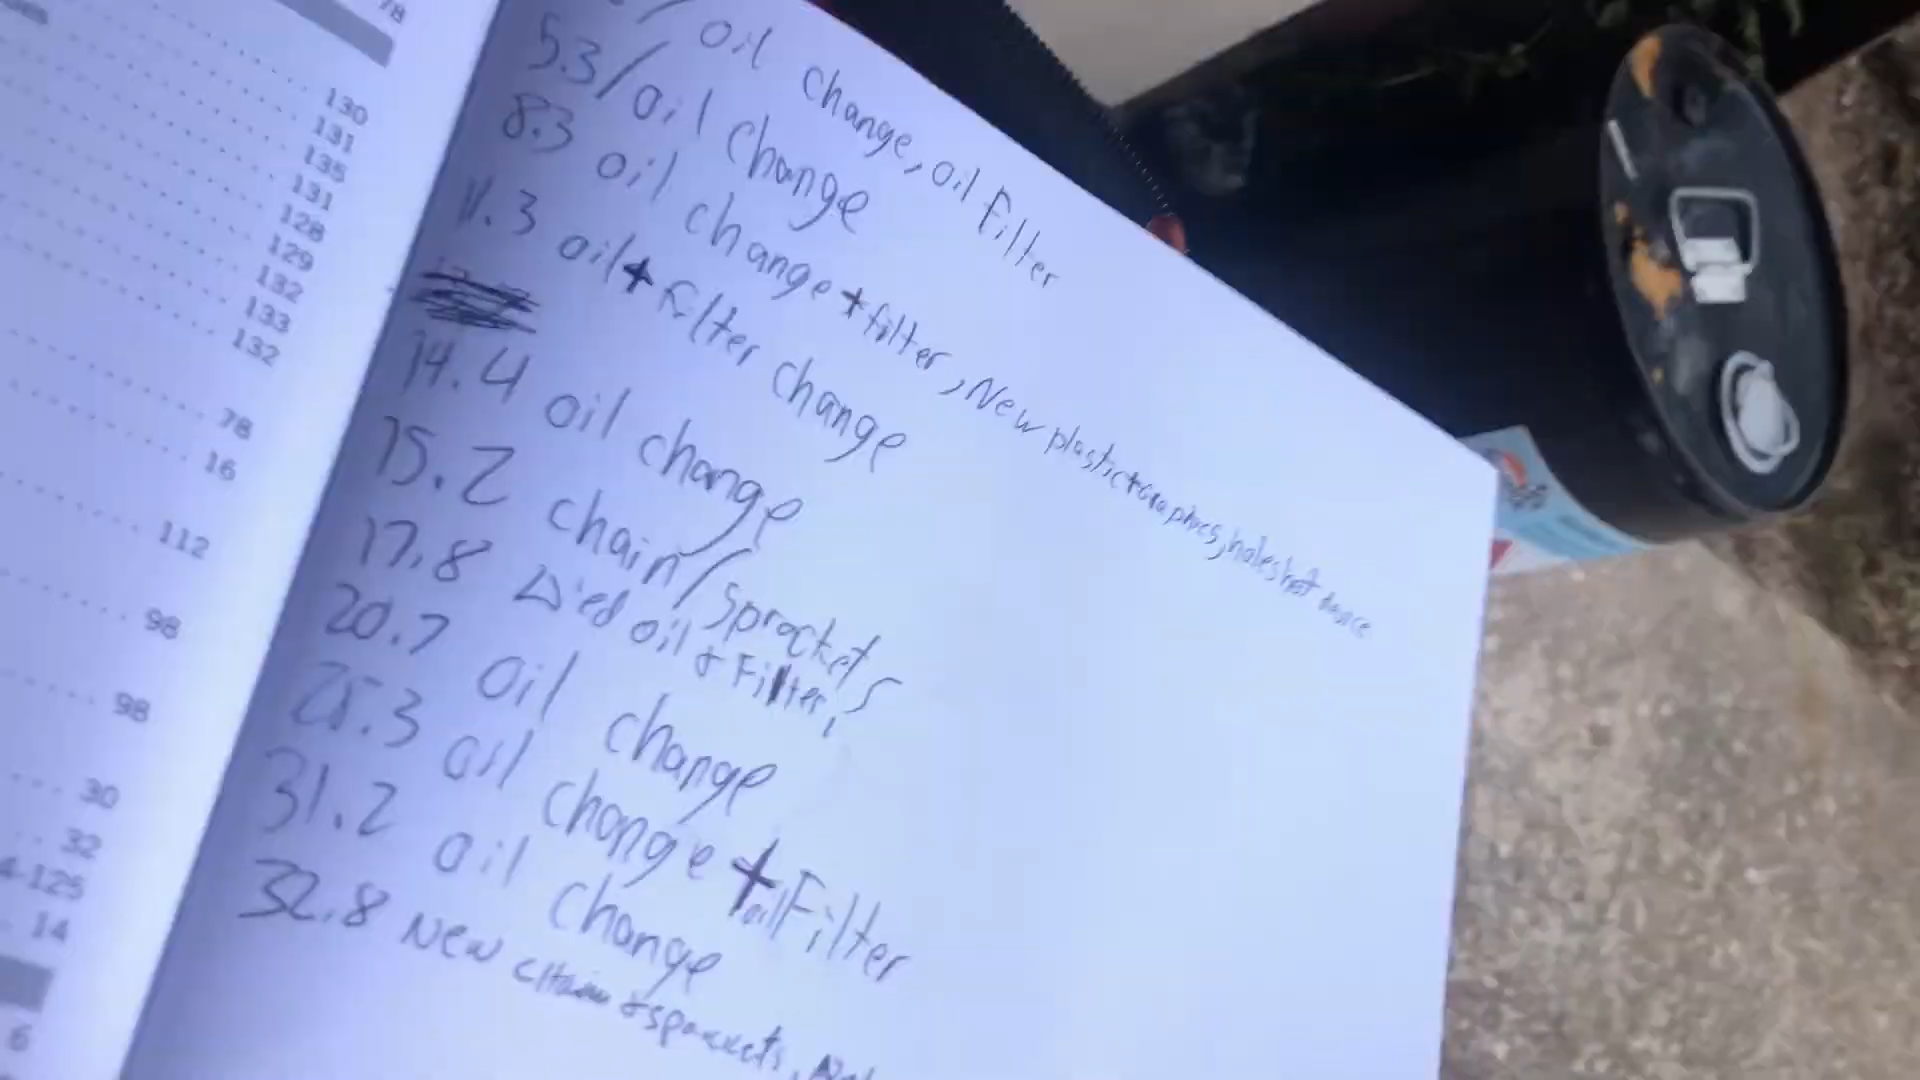 78
130
131
135
131
128
129
132
133
132
78
16
112
98
98
30
32
4-125
14
6
/ oil change, oil filter
5.3/oil change
8.3 oil change + filter, New plastic + graphics, holeshot
11.3 oil + filter change
14.4 oil change
15.2 chain/sprockets
17.8 oil & Filter,
20.7 oil change
25.3 oil change + oil Filter
31.2 oil change
32.8 New chain &